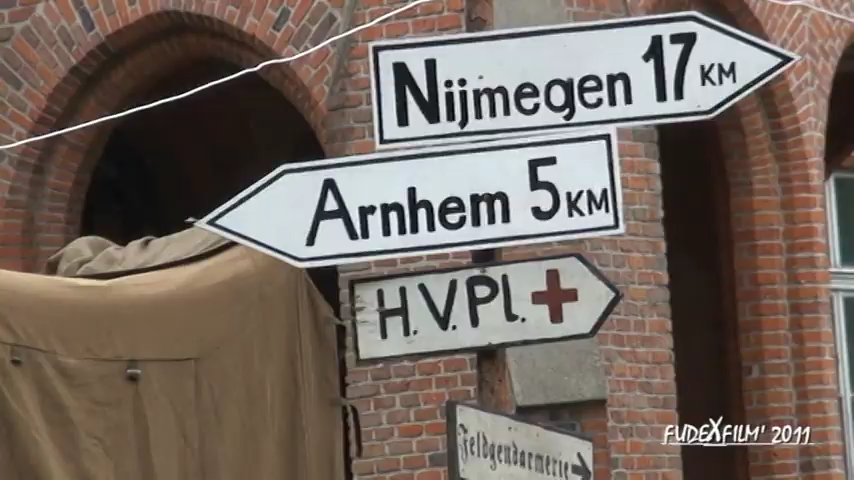 Nijmegen 17 KM
Arnhem 5 KM
H.V.Pl.
Feldgendarmerie
FUDEXFILM' 2011